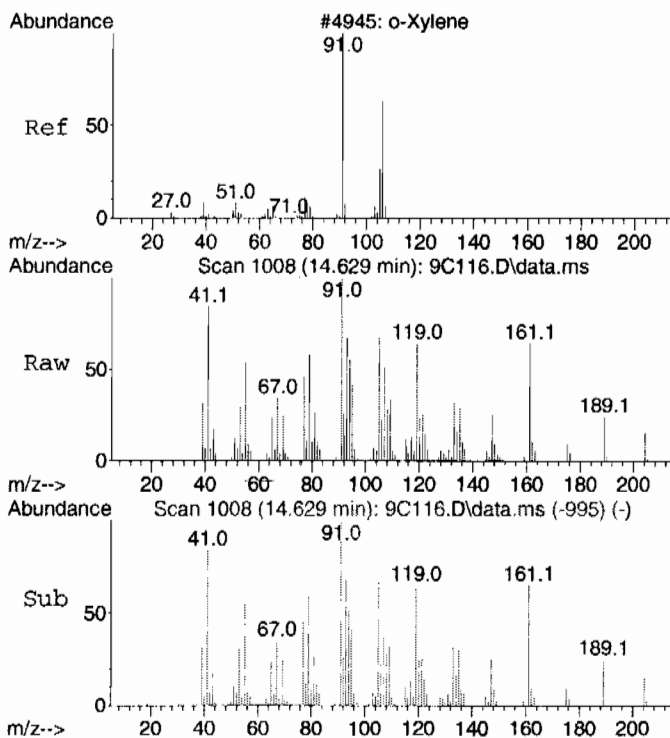 Abundance #4945: o-Xylene
91.0
Ref
50
27.0 51.0 71.0
0
m/z--> 20 40 60 80 100 120 140 160 180 200
Abundance Scan 1008 (14.629 min): 9C116.D\data.ms
41.1 91.0
119.0 161.1
Raw
50
67.0
189.1
0
m/z--> 20 40 60 80 100 120 140 160 180 200
Abundance Scan 1008 (14.629 min): 9C116.D\data.ms (-995) (-)
41.0 91.0
119.0 161.1
Sub
50
67.0
189.1
0
m/z--> 20 40 60 80 100 120 140 160 180 200